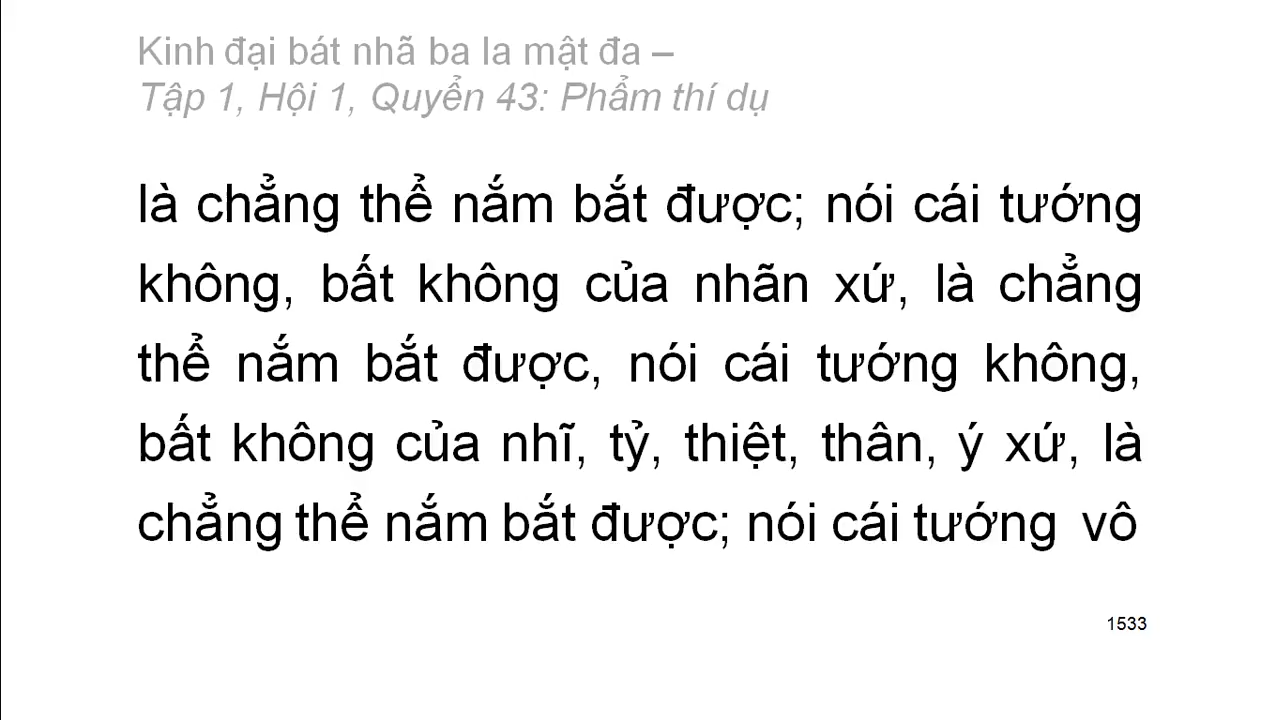 Kinh đại bát nhã ba la mật đa –
Tập 1, Hội 1, Quyển 43: Phẩm thí dụ
là chẳng thể nắm bắt được; nói cái tướng
không, bất không của nhãn xứ, là chẳng
thể nắm bắt được, nói cái tướng không,
bất không của nhĩ, tỷ, thiệt, thân, ý xứ, là
chẳng thể nắm bắt được; nói cái tướng vô
1533